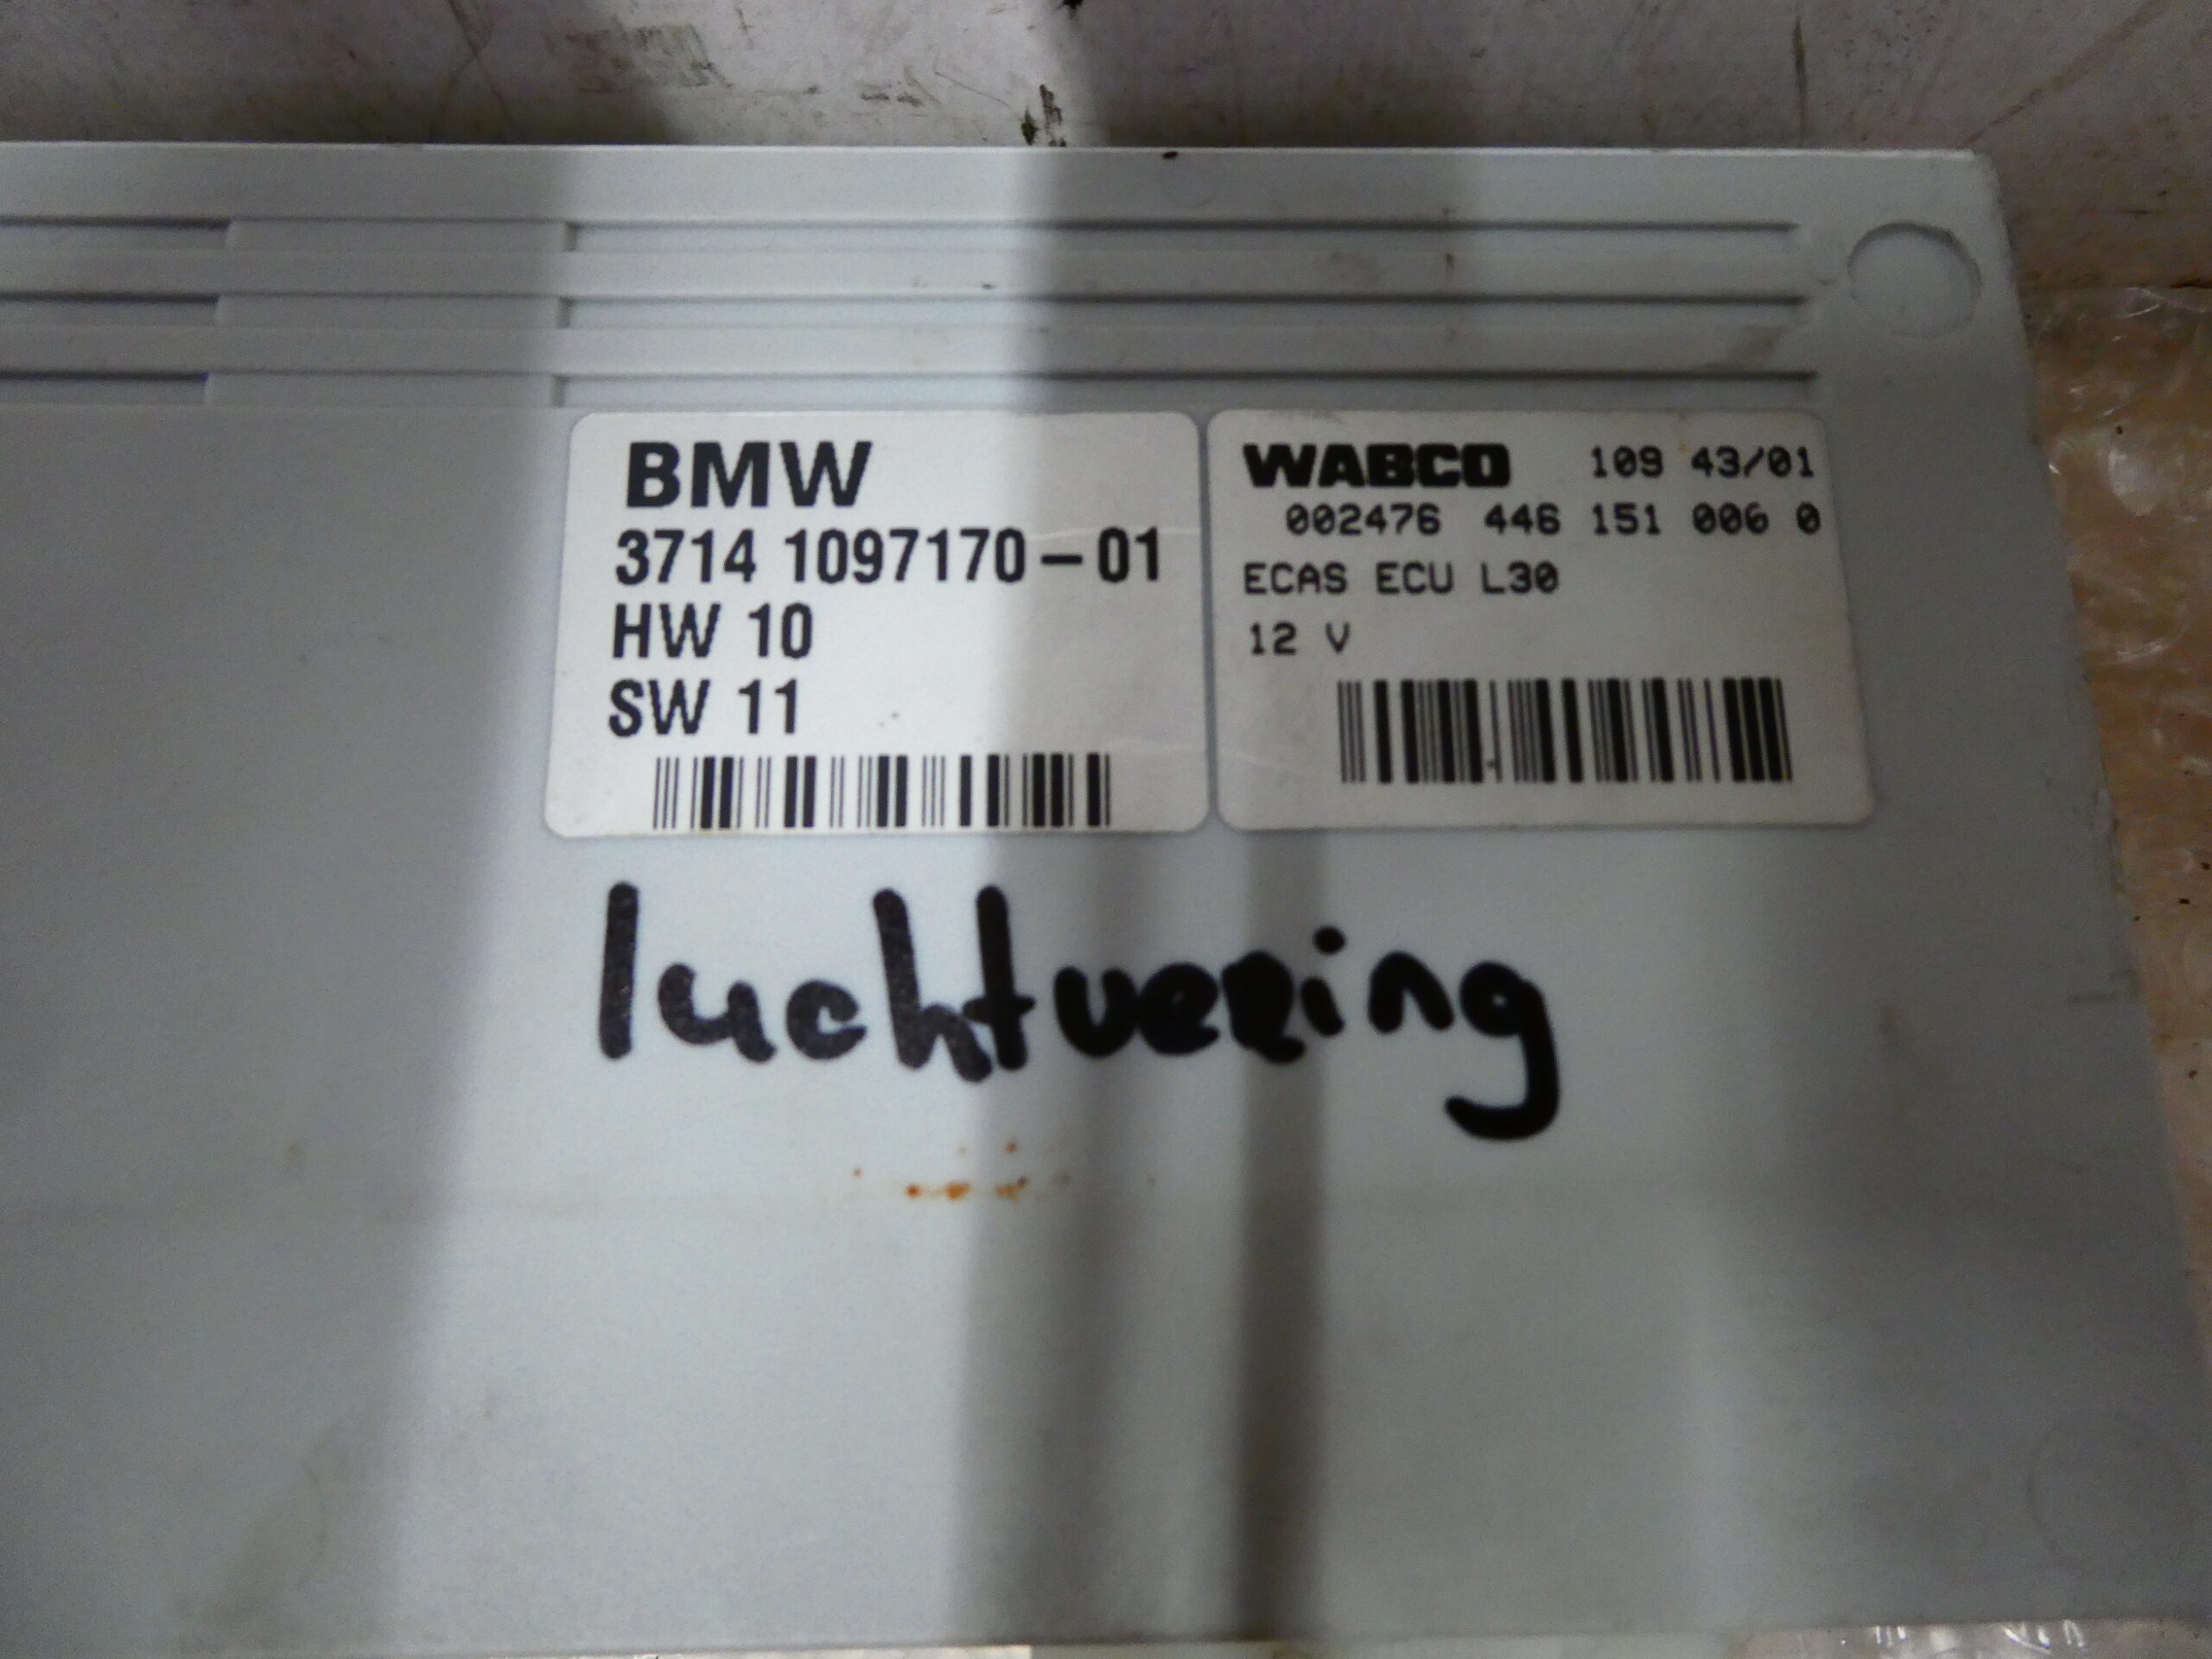 BMW
3714 1097170-01
HW 10
SW 11
WABCO 109 43/01
002476 446 151 006 0
ECAS ECU L30
12 V
luchtvering